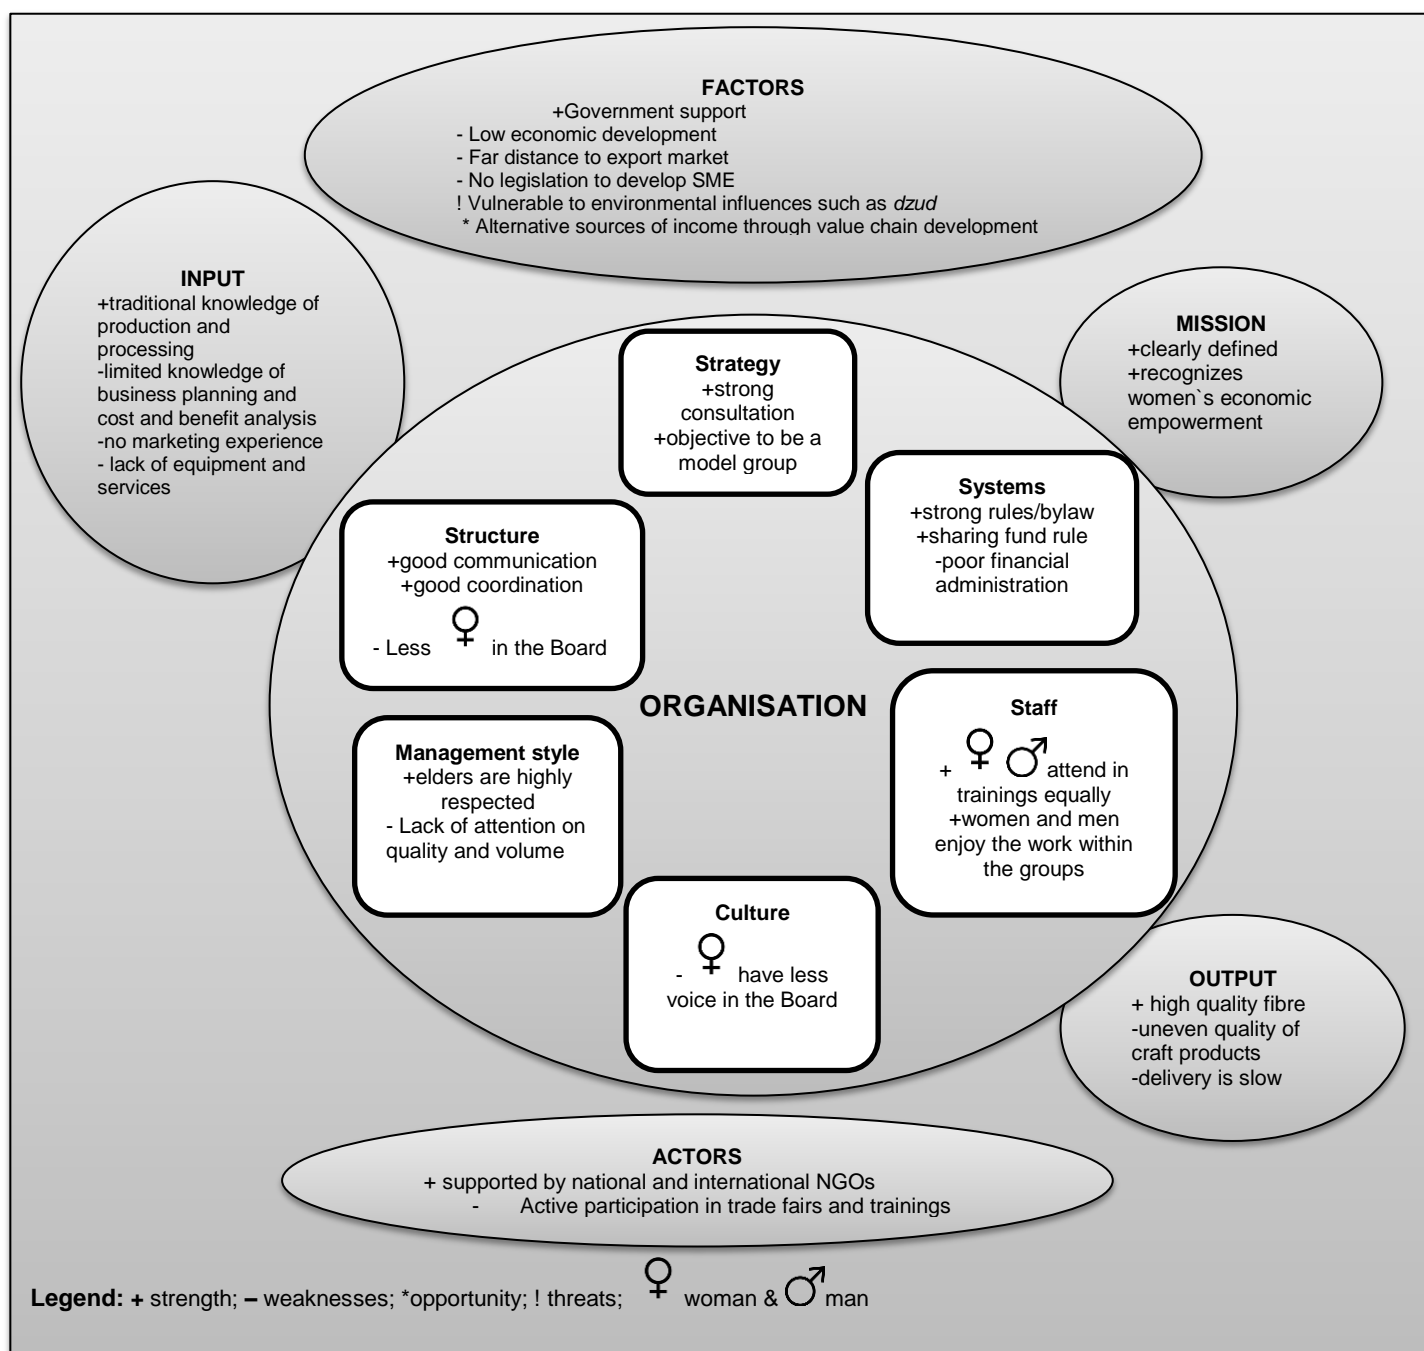 FACTORS
+Government support
- Low economic development
- Far distance to export market
- No legislation to develop SME
! Vulnerable to environmental influences such as dzud
* Alternative sources of income through value chain development
INPUT
+traditional knowledge of
production and
processing
-limited knowledge of
business planning and
cost and benefit analysis
-no marketing experience
- lack of equipment and
services
MISSION
+clearly defined
+recognizes
women`s economic
empowerment
Strategy
+strong
consultation
+objective to be a
model group
Systems
+strong rules/bylaw
+sharing fund rule
-poor financial
administration
Structure
+good communication
+good coordination
- Less ♀ in the Board
ORGANISATION
Staff
+ ♀ ♂ attend in
trainings equally
+women and men
enjoy the work within
the groups
Management style
+elders are highly
respected
- Lack of attention on
quality and volume
Culture
- ♀ have less
voice in the Board
OUTPUT
+ high quality fibre
-uneven quality of
craft products
-delivery is slow
ACTORS
+ supported by national and international NGOs
- Active participation in trade fairs and trainings
Legend: + strength; – weaknesses; *opportunity; ! threats; ♀ woman & ♂ man